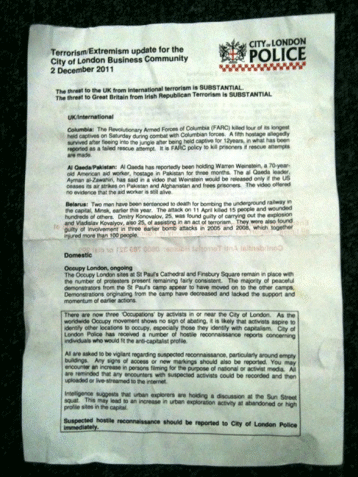 Terrorism/Extremism update for the
City of London Business Community
2 December 2011
CITY of LONDON
POLICE
The threat to the UK from international terrorism is SUBSTANTIAL.
The threat to Great Britain from Irish Republican Terrorism is SUBSTANTIAL
UK/International
Columbia: The Revolutionary Armed Forces of Columbia (FARC) killed four of its longest
held captives on Saturday during combat with Columbian forces. A fifth hostage allegedly
survived after fleeing into the jungle after being held captive for 12years, in what has been
reported as a failed rescue attempt. It is FARC policy to kill prisoners if rescue attempts
are made.
Al Qaeda/Pakistan: Al Qaeda has reportedly been holding Warren Weinstein, a 70-year-
old American aid worker, hostage in Pakistan for three months. The al Qaeda leader,
Ayman al-Zawahiri, has said in a video that Weinstein would be released only if the US
ceases its air strikes on Pakistan and Afghanistan and frees prisoners. The video offered
no evidence that the aid worker is still alive.
Belarus: Two men have been sentenced to death for bombing the underground railway in
the capital, Minsk, earlier this year. The attack on 11 April killed 15 people and wounded
hundreds of others. Dmitry Konovalov, 25, was found guilty of carrying out the explosion
and Vladislav Kovalyov, also 25, of assisting in an act of terrorism. They were also found
guilty of involvement in three earlier bomb attacks in 2005 and 2008, which together
injured more than 100 people.
Domestic
Occupy London, ongoing
The Occupy London sites at St Paul's Cathedral and Finsbury Square remain in place with
the number of protesters present remaining fairly consistent. The majority of peaceful
demonstrators from the St Paul's camp appear to have moved on to the other camps.
Demonstrations originating from the camp have decreased and lacked the support and
momentum of earlier actions.
There are now three 'Occupations' by activists in or near the City of London. As the
worldwide Occupy movement shows no sign of abating, it is likely that activists aspire to
identify other locations to occupy, especially those they identify with capitalism. City of
London Police has received a number of hostile reconnaissance reports concerning
individuals who would fit the anti-capitalist profile.
All are asked to be vigilant regarding suspected reconnaissance, particularly around empty
buildings. Any signs of access or new markings should also be reported. You may
encounter an increase in persons filming for the purpose of national or activist media. All
are reminded that any encounters with suspected activists could be recorded and then
uploaded or live-streamed to the internet.
Intelligence suggests that urban explorers are holding a discussion at the Sun Street
squat. This may lead to an increase in urban exploration activity at abandoned or high
profile sites in the capital.
Suspected hostile reconnaissance should be reported to City of London Police
immediately.